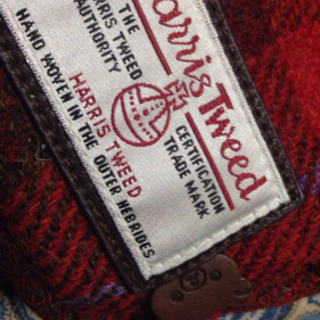 Harris Tweed
THE
HARRIS TWEED
AUTHORITY
CERTIFICATION
TRADE MARK
HARRIS TWEED
HAND WOVEN IN THE OUTER HEBRIDES